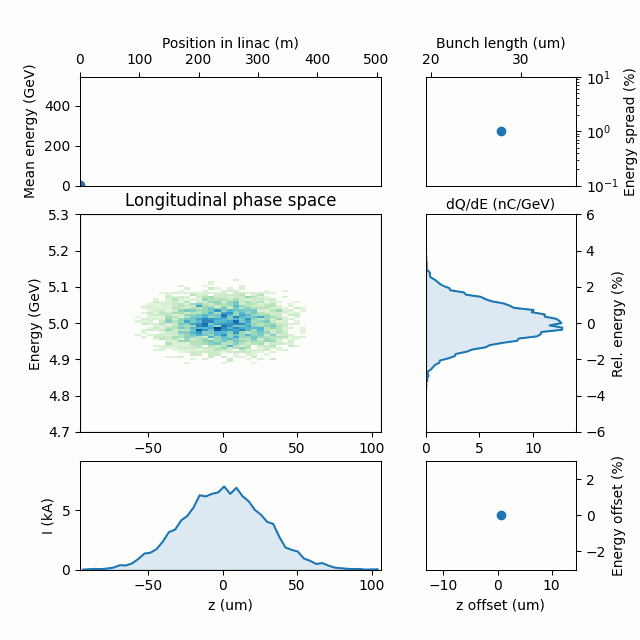 Position in linac (m)
0 100 200 300 400 500
Mean energy (GeV)
400
200
0
Bunch length (um)
20 30
Energy spread (%)
10¹
10⁰
10⁻¹
Longitudinal phase space
5.3
5.2
5.1
5.0
4.9
4.8
4.7
Energy (GeV)
−50 0 50 100
dQ/dE (nC/GeV)
6
4
2
0
−2
−4
−6
Rel. energy (%)
0 5 10
I (kA)
5
0
−50 0 50 100
z (um)
2
0
−2
Energy offset (%)
−10 0 10
z offset (um)